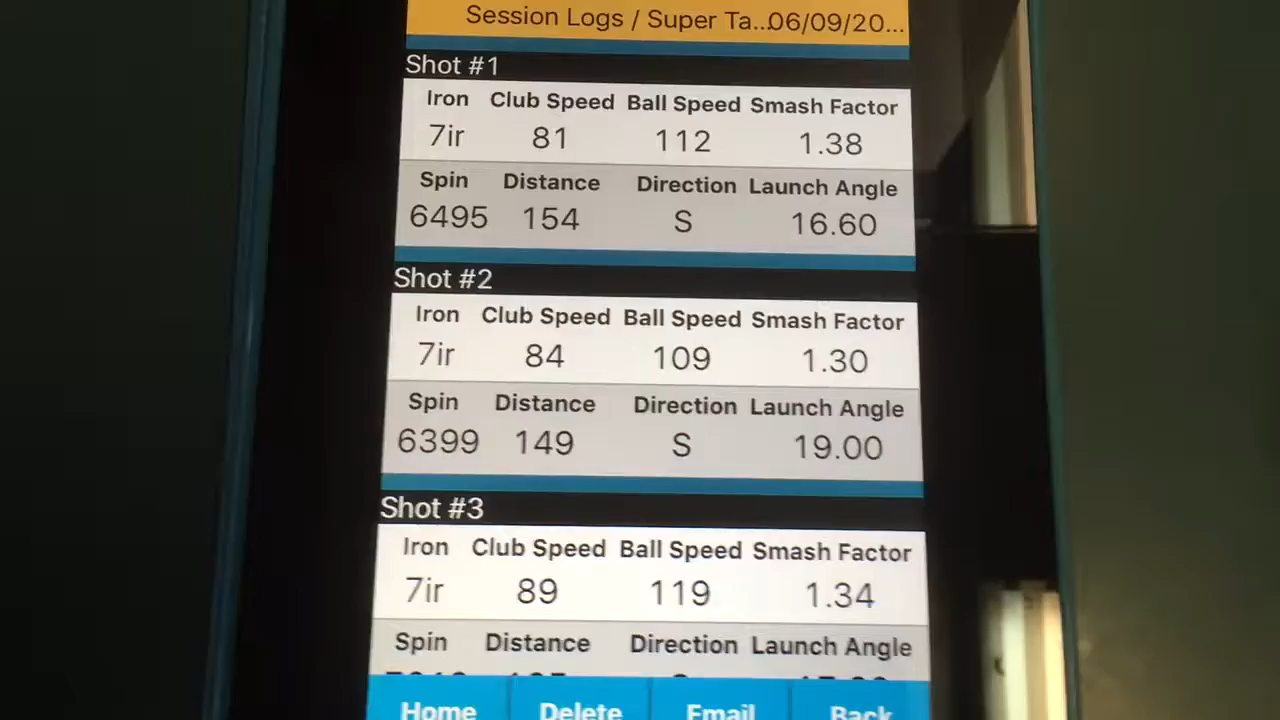 Session Logs / Super Ta...06/09/20...
Shot #1
Iron Club Speed Ball Speed Smash Factor
7ir 81 112 1.38
Spin Distance Direction Launch Angle
6495 154 S 16.60
Shot #2
Iron Club Speed Ball Speed Smash Factor
7ir 84 109 1.30
Spin Distance Direction Launch Angle
6399 149 S 19.00
Shot #3
Iron Club Speed Ball Speed Smash Factor
7ir 89 119 1.34
Spin Distance Direction Launch Angle
Home Delete Email Back